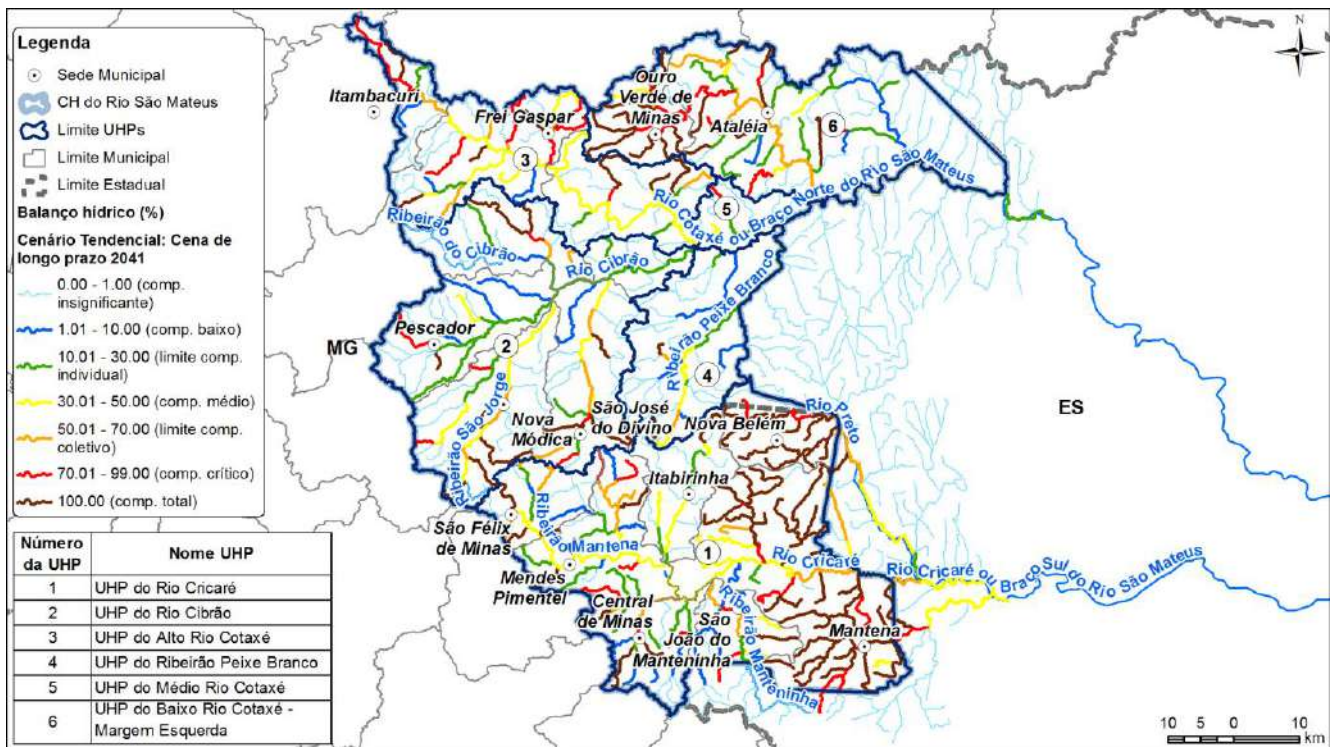 Legenda
Sede Municipal
CH do Rio São Mateus
Limite UHPs
Limite Municipal
Limite Estadual
Balanço hídrico (%)
Cenário Tendencial: Cena de
longo prazo 2041
0.00 - 1.00 (comp.
insignificante)
1.01 - 10.00 (comp. baixo)
10.01 - 30.00 (limite comp.
individual)
30.01 - 50.00 (comp. médio)
50.01 - 70.00 (limite comp.
coletivo)
70.01 - 99.00 (comp. crítico)
100.00 (comp. total)
Número
da UHP
Nome UHP
1 UHP do Rio Cricaré
2 UHP do Rio Cibrão
3 UHP do Alto Rio Cotaxé
4 UHP do Ribeirão Peixe Branco
5 UHP do Médio Rio Cotaxé
6 UHP do Baixo Rio Cotaxé -
Margem Esquerda
N
Itambacuri
Frei Gaspar
3
Ouro
Verde de
Minas
Ataléia
6
5
Rio Cotaxé ou Braço Norte do Rio São Mateus
Ribeirão do Cibrão
Rio Cibrão
Ribeirão Peixe Branco
Pescador
MG
2
4
ES
Ribeirão São Jorge
Nova
Módica
São José
do Divino
Nova Belém
Rio Preto
Itabirinha
São Félix
de Minas
Ribeirão Mantena
1
Rio Cricaré
Rio Cricaré ou Braço Sul do Rio São Mateus
Mendes
Pimentel
Central
de Minas
São
João do
Manteninha
Ribeirão Manteninha
Mantena
10 5 0 10
km